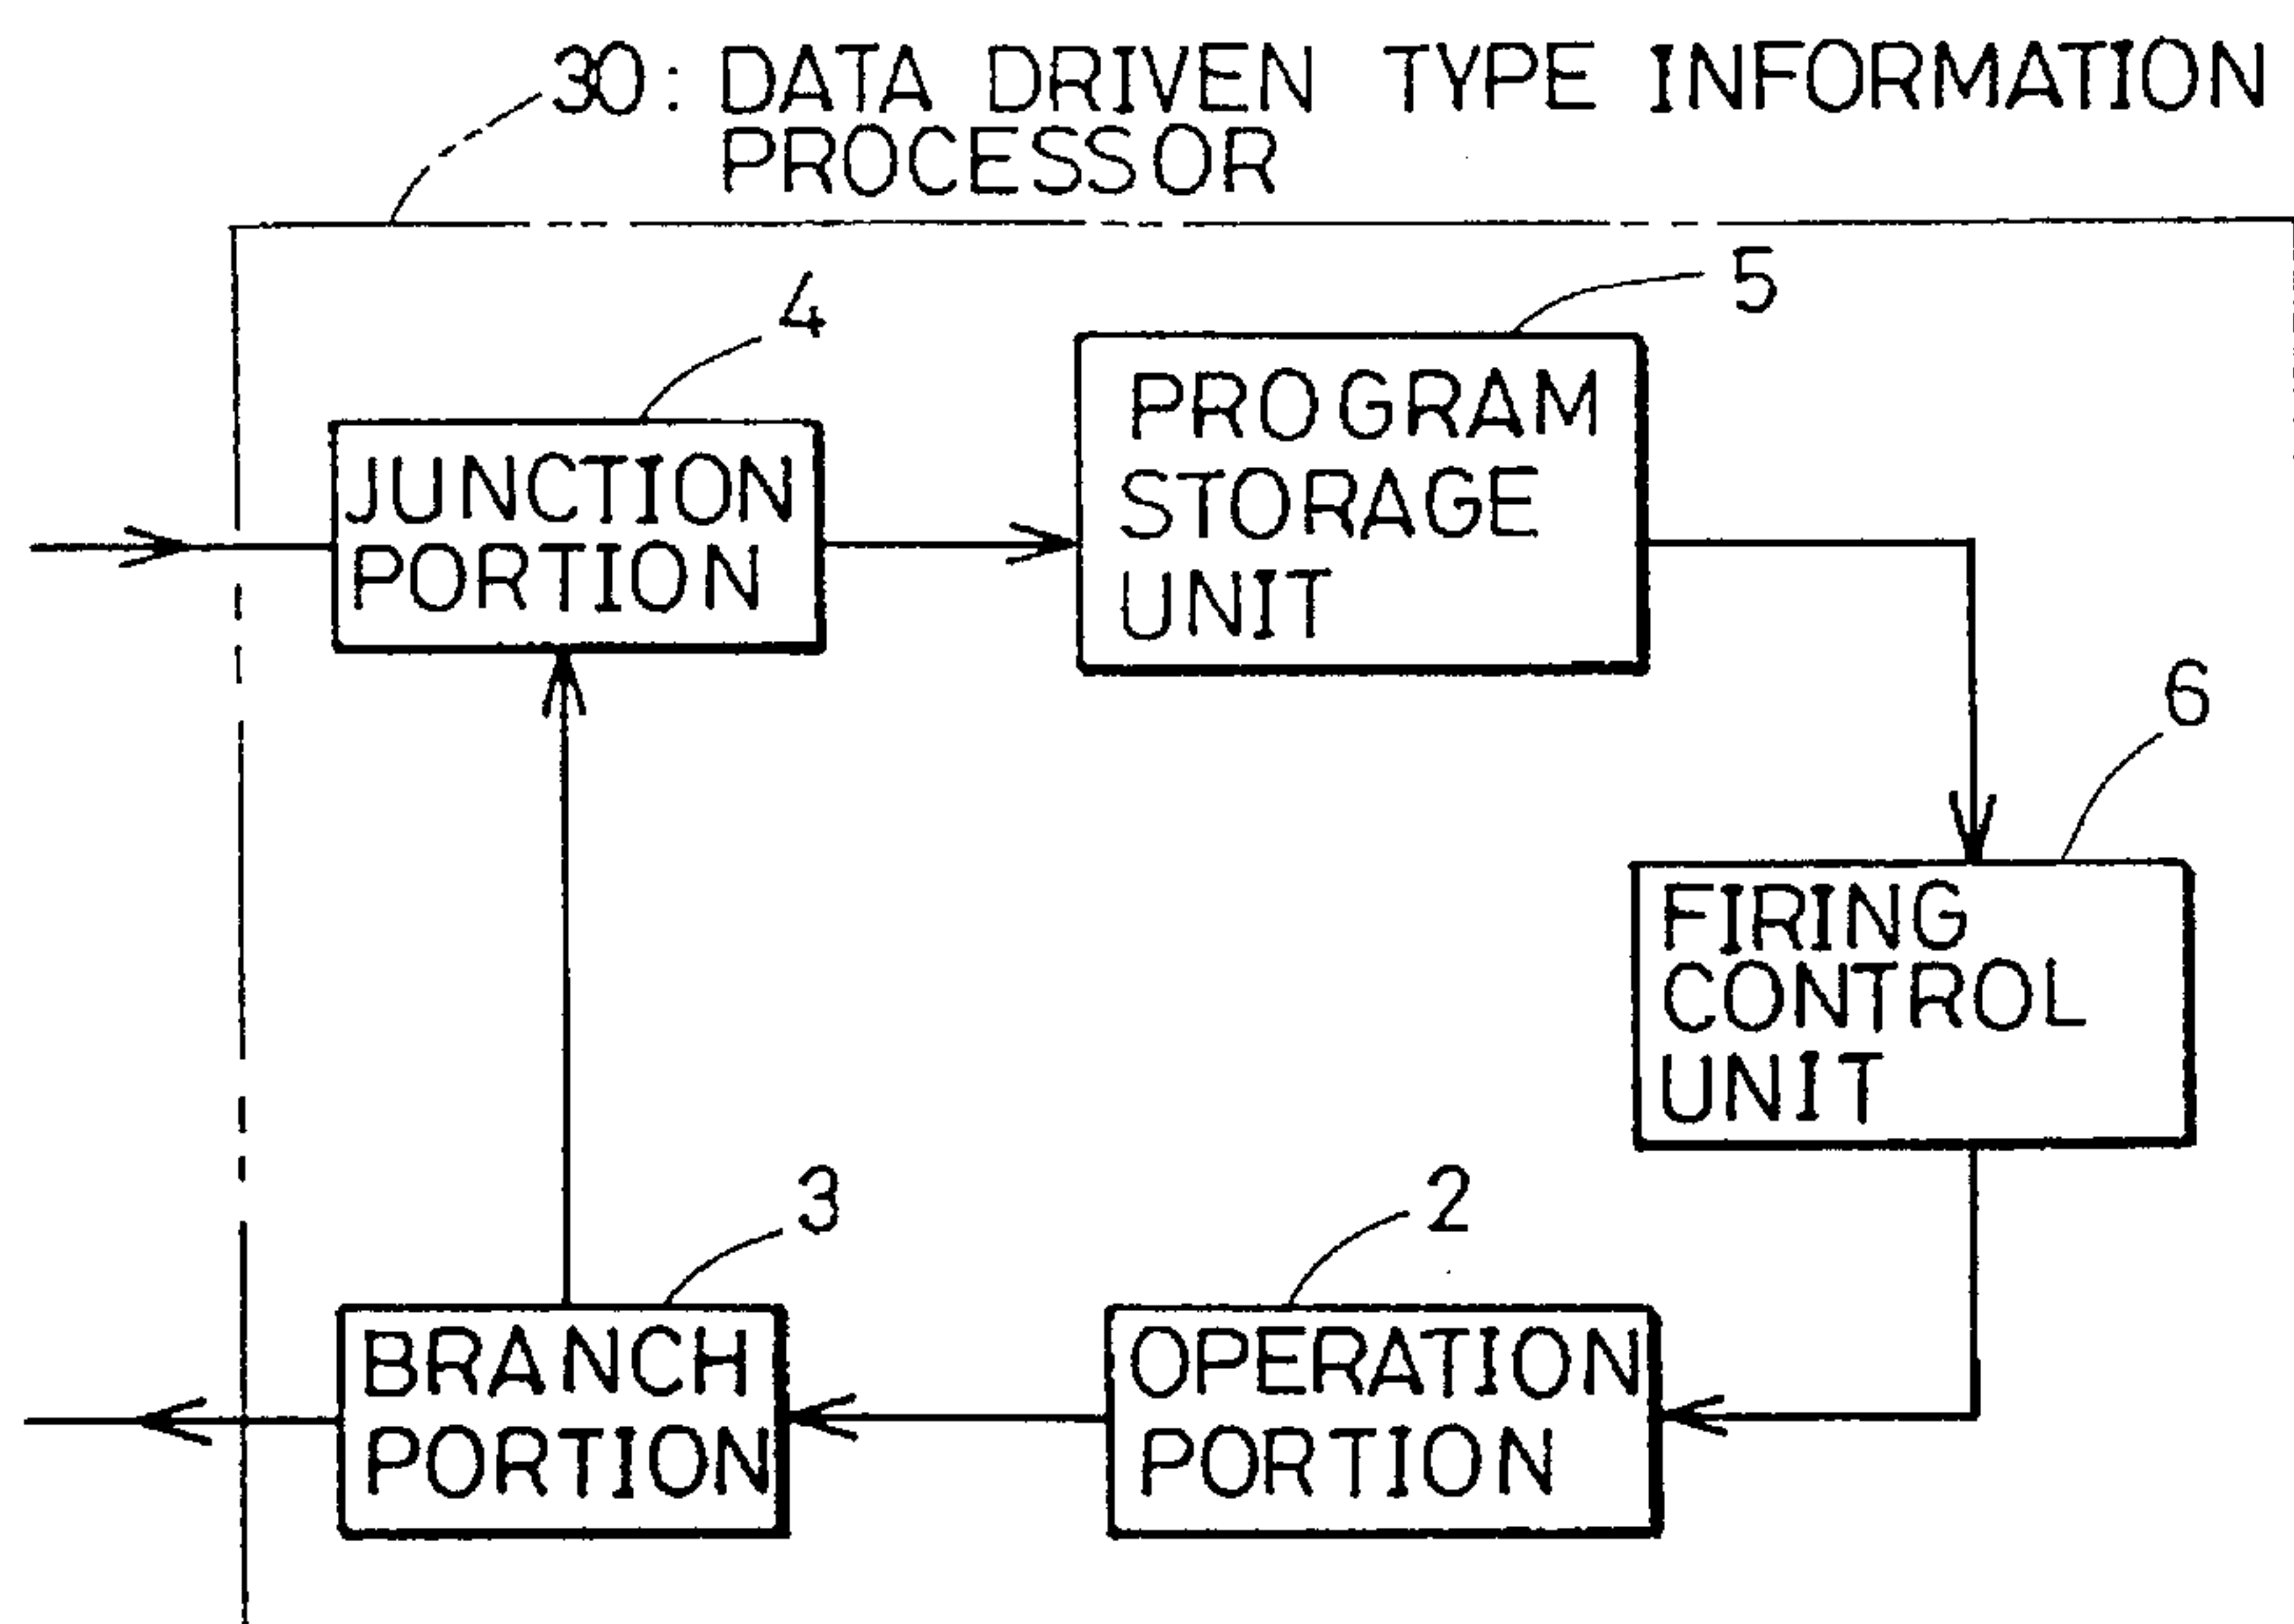 30: DATA DRIVEN TYPE INFORMATION
PROCESSOR
4
5
JUNCTION
PORTION
PROGRAM
STORAGE
UNIT
6
FIRING
CONTROL
UNIT
3
2
BRANCH
PORTION
OPERATION
PORTION